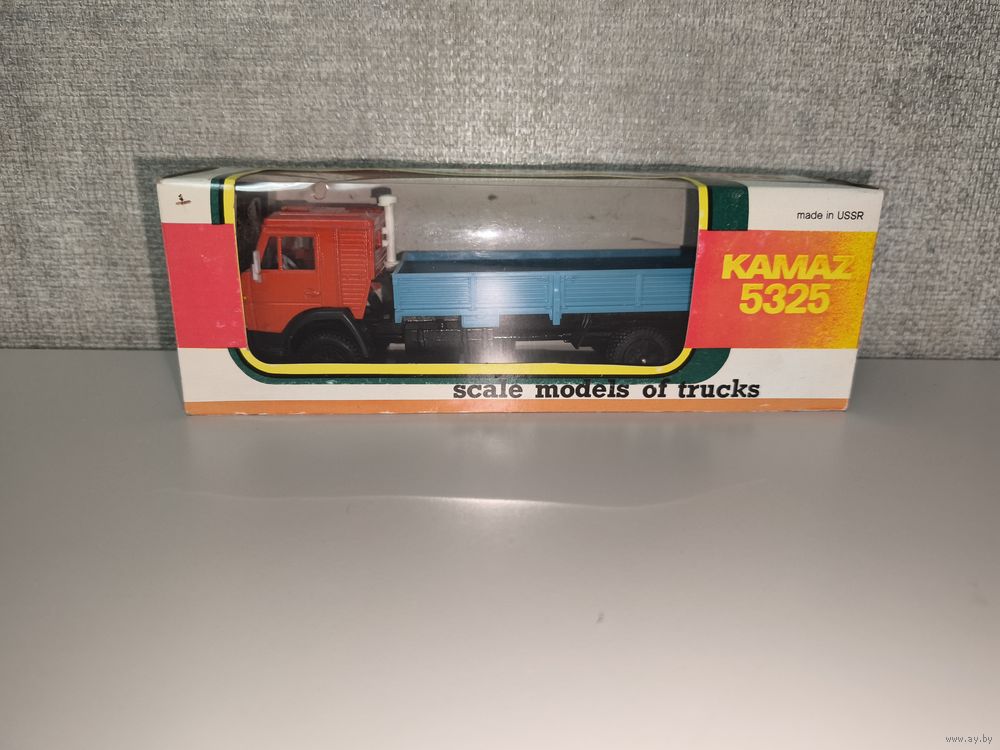 made in USSR
KAMAZ
5325
scale models of trucks
www.ay.by